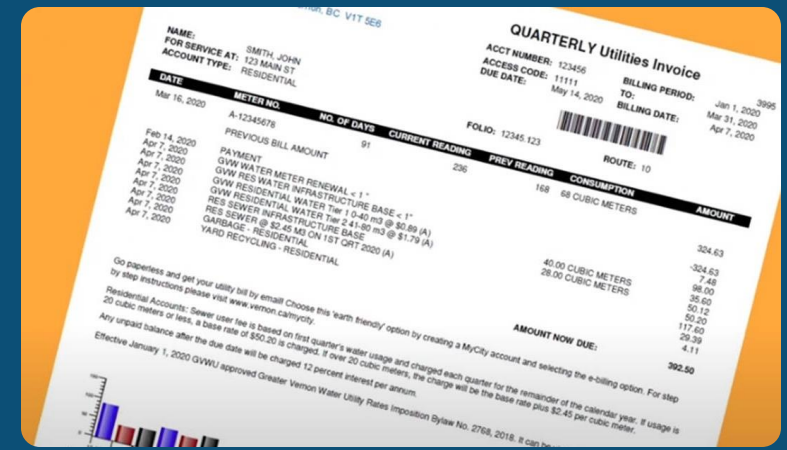 BC V1T 5E6
QUARTERLY Utilities Invoice
NAME: SMITH, JOHN
FOR SERVICE AT: 123 MAIN ST
ACCOUNT TYPE: RESIDENTIAL
ACCT NUMBER: 123456
ACCESS CODE: 11111
DUE DATE: May 14, 2020
3995
BILLING PERIOD: Jan 1, 2020
TO: Mar 31, 2020
BILLING DATE: Apr 7, 2020
FOLIO: 12345.123
ROUTE: 10
DATE METER NO. NO. OF DAYS CURRENT READING PREV READING CONSUMPTION AMOUNT
Mar 16, 2020 A-12345678 91 236 168 68 CUBIC METERS
PREVIOUS BILL AMOUNT 324.63
Feb 14, 2020 PAYMENT -324.63
Apr 7, 2020 GVW WATER METER RENEWAL < 1" 7.48
Apr 7, 2020 GVW RES WATER INFRASTRUCTURE BASE < 1" 98.00
Apr 7, 2020 GVW RESIDENTIAL WATER Tier 1 0-40 m3 @ $0.89 (A) 40.00 CUBIC METERS 35.60
Apr 7, 2020 GVW RESIDENTIAL WATER Tier 2 41-80 m3 @ $1.79 (A) 28.00 CUBIC METERS 50.12
Apr 7, 2020 RES SEWER INFRASTRUCTURE BASE 50.20
Apr 7, 2020 RES SEWER @ $2.45 M3 ON 1ST QRT 2020 (A) 117.60
Apr 7, 2020 GARBAGE - RESIDENTIAL 29.39
Apr 7, 2020 YARD RECYCLING - RESIDENTIAL 4.11
AMOUNT NOW DUE: 392.50
Go paperless and get your utility bill by email! Choose this 'earth friendly' option by creating a MyCity account and selecting the e-billing option. For step
by step instructions please visit www.vernon.ca/mycity.
Residential Accounts: Sewer user fee is based on first quarter's water usage and charged each quarter for the remainder of the calendar year. If usage is
20 cubic meters or less, a base rate of $50.20 is charged. If over 20 cubic meters, the charge will be the base rate plus $2.45 per cubic meter.
Any unpaid balance after the due date will be charged 12 percent interest per annum.
Effective January 1, 2020 GVWU approved Greater Vernon Water Utility Rates Imposition Bylaw No. 2768, 2018. It can be